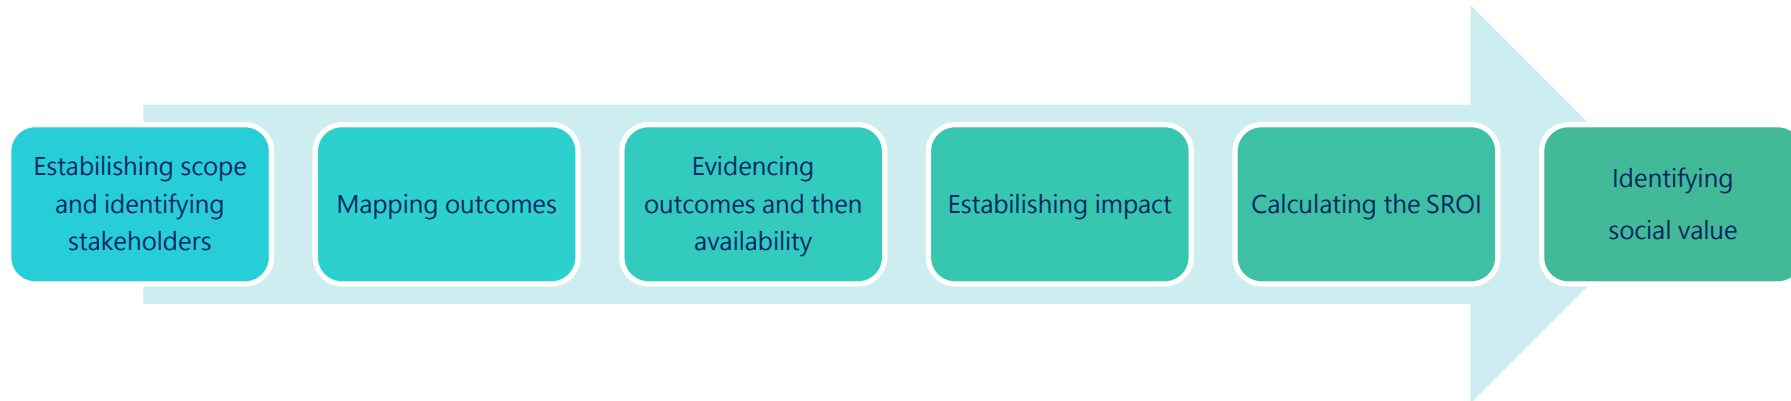 Estabilishing scope
and identifying
stakeholders
Mapping outcomes
Evidencing
outcomes and then
availability
Estabilishing impact
Calculating the SROI
Identifying
social value